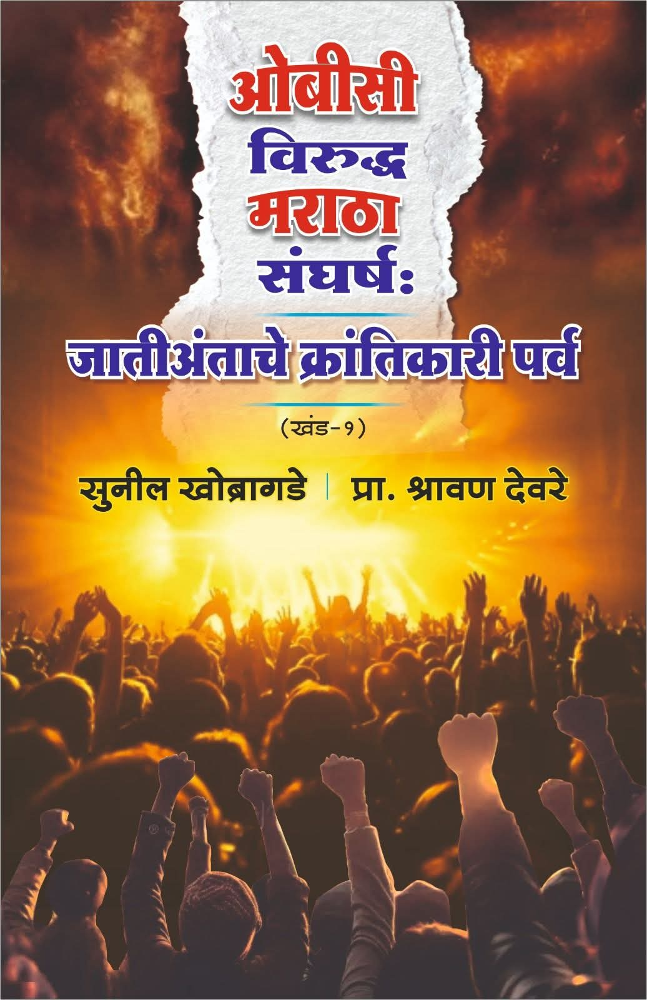 ओबीसी
विरुद्ध
मराठा
संघर्ष:
जातीअंताचे क्रांतिकारी पर्व
(खंड-१)
सुनील खोब्रागडे | प्रा. श्रावण देवरे